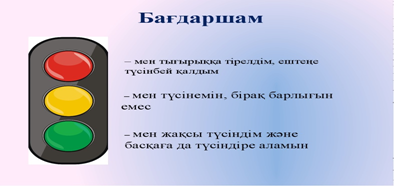 Бағдаршам
– мен тығырыққа тірелдім, ештеңе
түсінбей қалдым
– мен түсінемін, бірақ барлығын
емес
– мен жақсы түсіндім және
басқаға да түсіндіре аламын